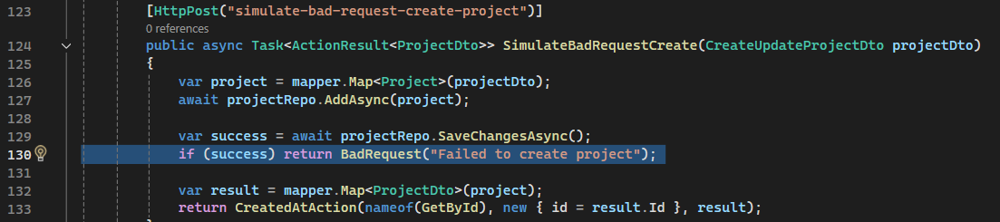 123 [HttpPost("simulate-bad-request-create-project")]
0 references
124 public async Task<ActionResult<ProjectDto>> SimulateBadRequestCreate(CreateUpdateProjectDto projectDto)
125 {
126 var project = mapper.Map<Project>(projectDto);
127 await projectRepo.AddAsync(project);
128
129 var success = await projectRepo.SaveChangesAsync();
130 if (success) return BadRequest("Failed to create project");
131
132 var result = mapper.Map<ProjectDto>(project);
133 return CreatedAtAction(nameof(GetById), new { id = result.Id }, result);